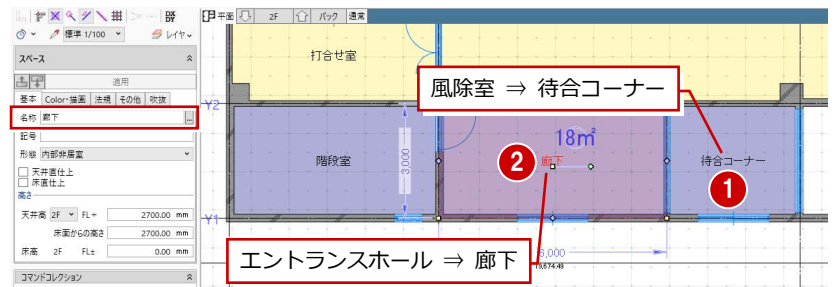 平面 2F バック 通常
標準 1/100 レイヤ
スペース
適用
基本 Color・描画 法規 その他 吹抜
名称 廊下 ...
記号
形態 内部非居室
天井直仕上
床直仕上
高さ
天井高 2F FL+ 2700.00 mm
床面からの高さ 2700.00 mm
床高 2F FL± 0.00 mm
コマンドコレクション
打合せ室
風除室 ⇒ 待合コーナー
Y2
3,000
18㎡
階段室
2
廊下
待合コーナー
1
Y1
エントランスホール ⇒ 廊下
6,000
19,674.49